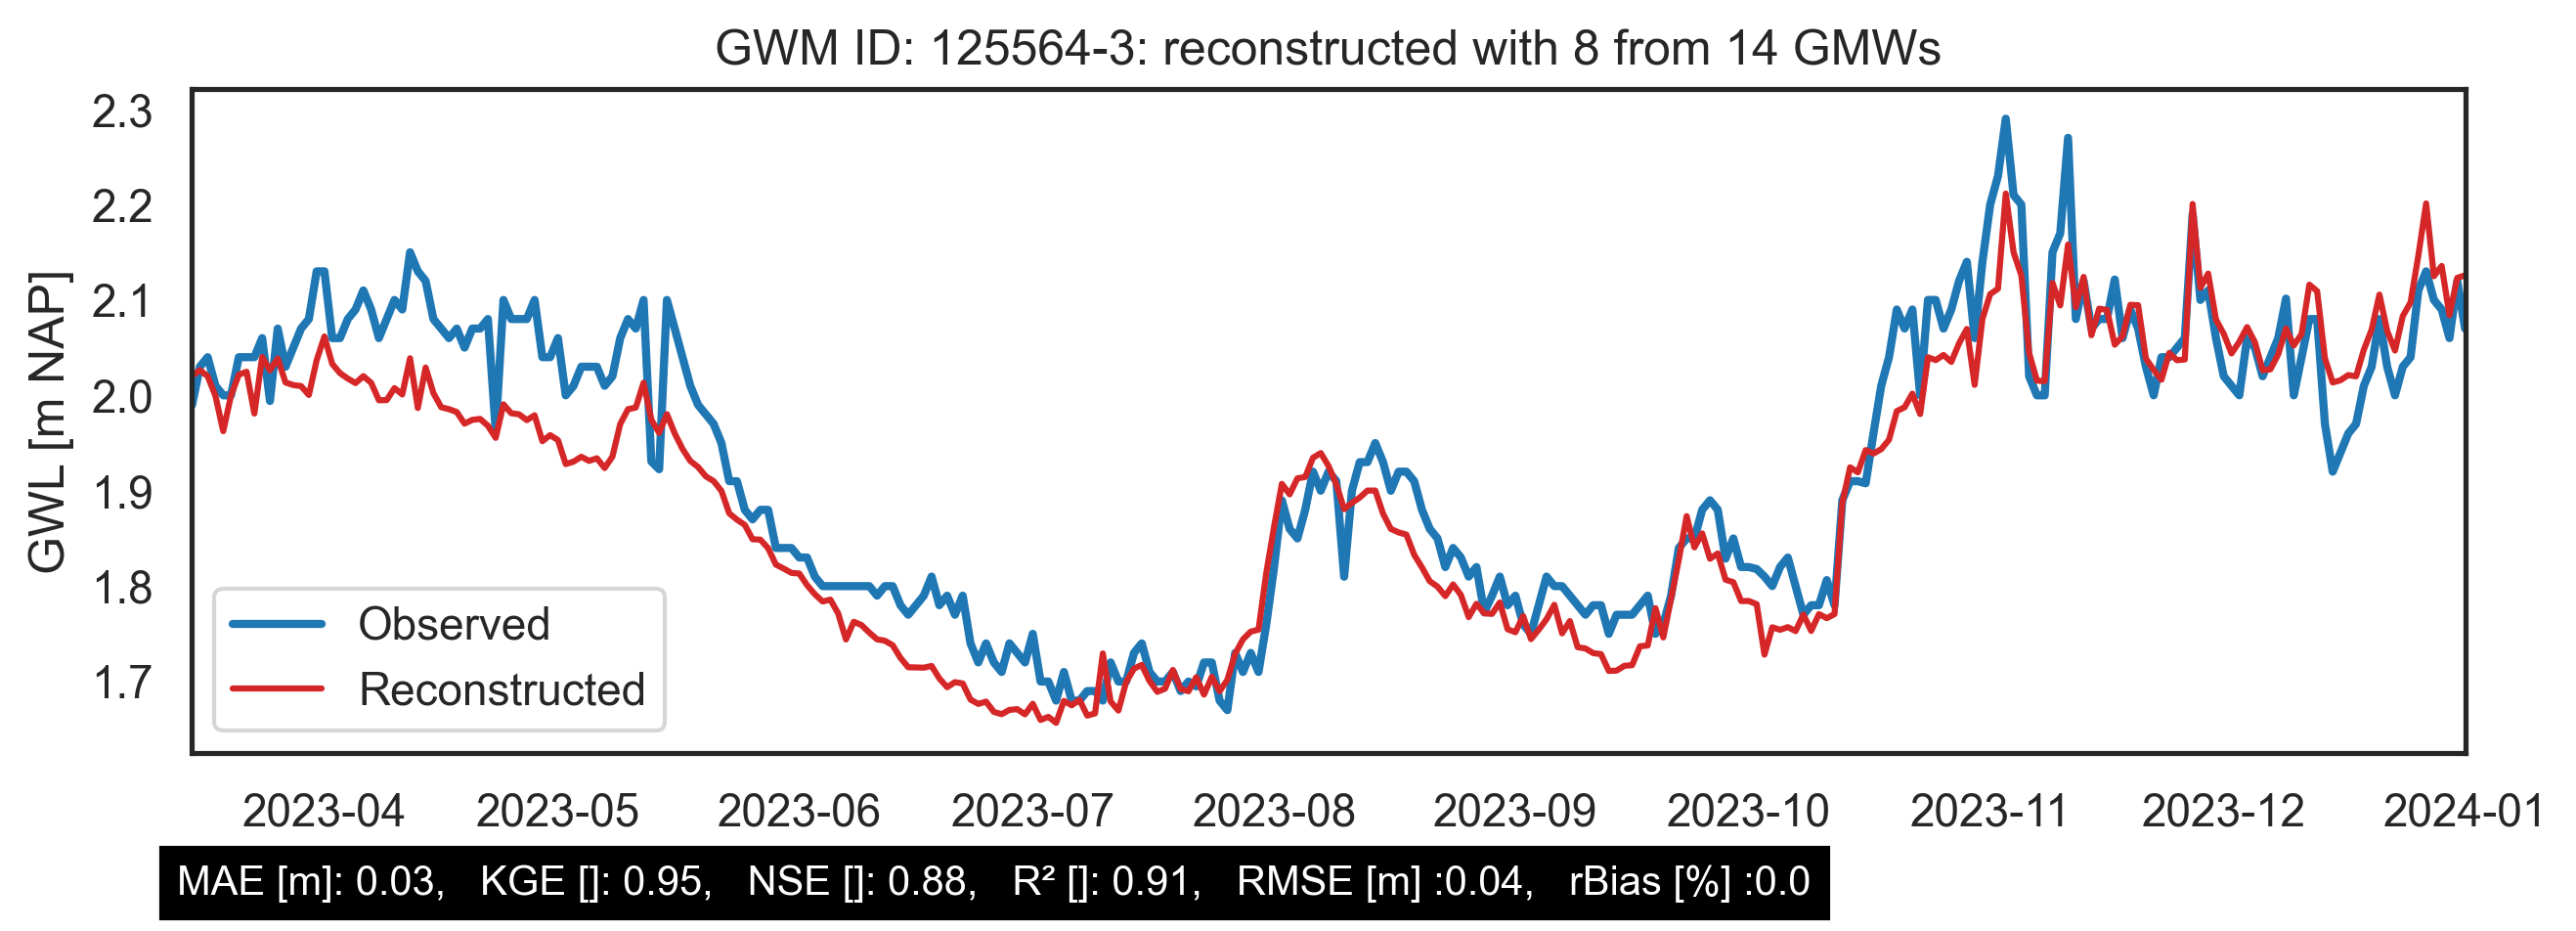 GWM ID: 125564-3: reconstructed with 8 from 14 GMWs
GWL [m NAP]
2.3
2.2
2.1
2.0
1.9
1.8
1.7
Observed
Reconstructed
2023-04 2023-05 2023-06 2023-07 2023-08 2023-09 2023-10 2023-11 2023-12 2024-01
MAE [m]: 0.03, KGE []: 0.95, NSE []: 0.88, R² []: 0.91, RMSE [m] :0.04, rBias [%] :0.0